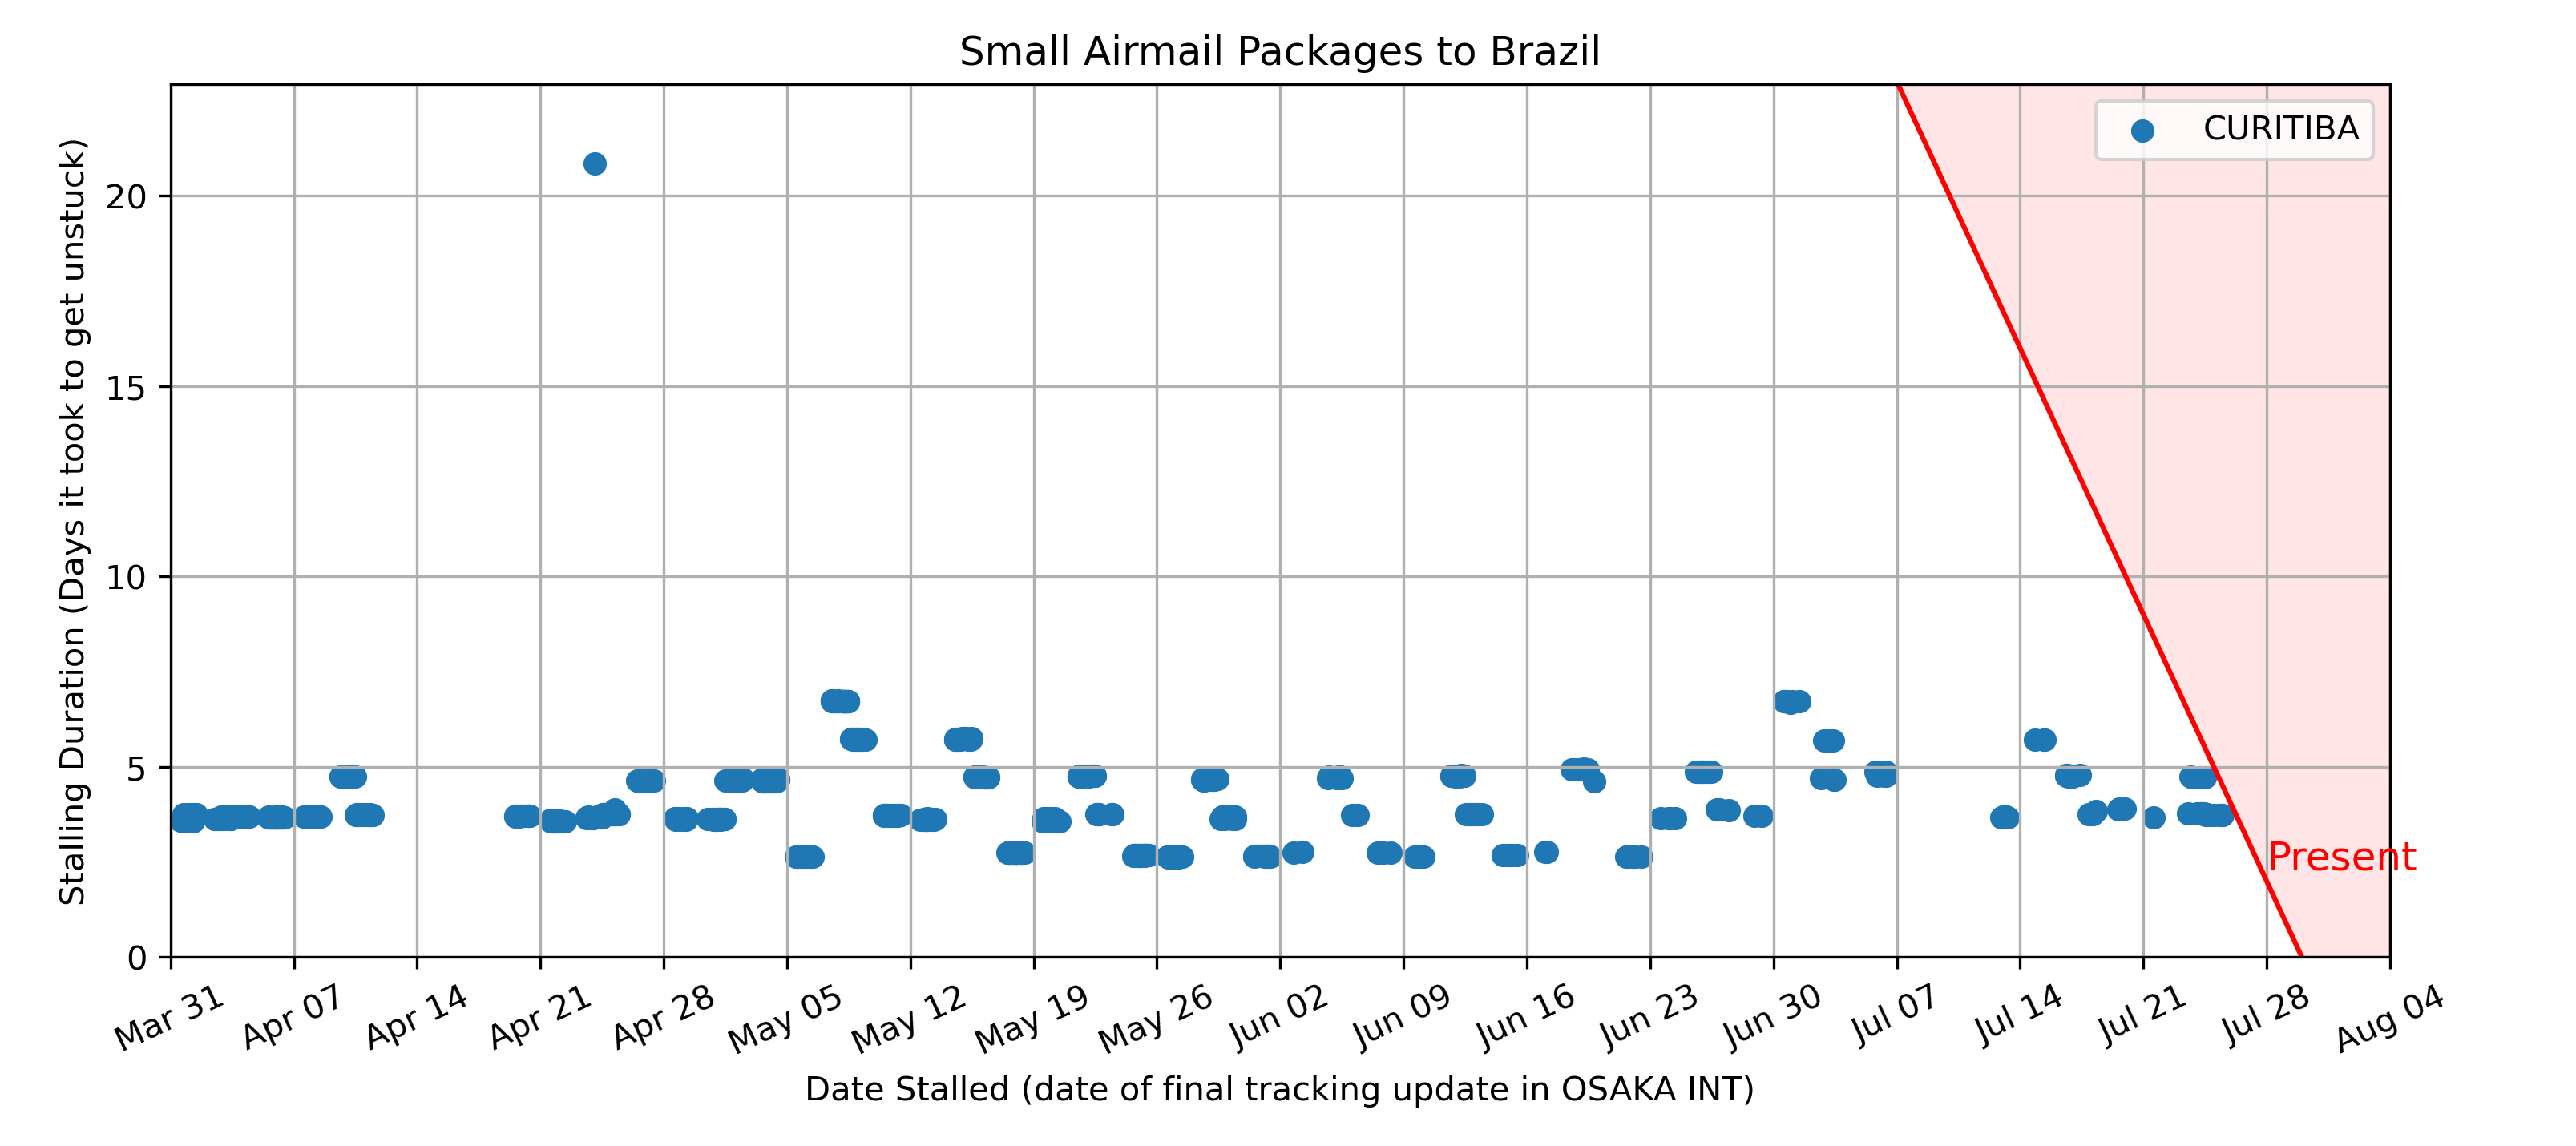 Small Airmail Packages to Brazil
CURITIBA
Stalling Duration (Days it took to get unstuck)
20
15
10
5
0
Present
Mar 31
Apr 07
Apr 14
Apr 21
Apr 28
May 05
May 12
May 19
May 26
Jun 02
Jun 09
Jun 16
Jun 23
Jun 30
Jul 07
Jul 14
Jul 21
Jul 28
Aug 04
Date Stalled (date of final tracking update in OSAKA INT)